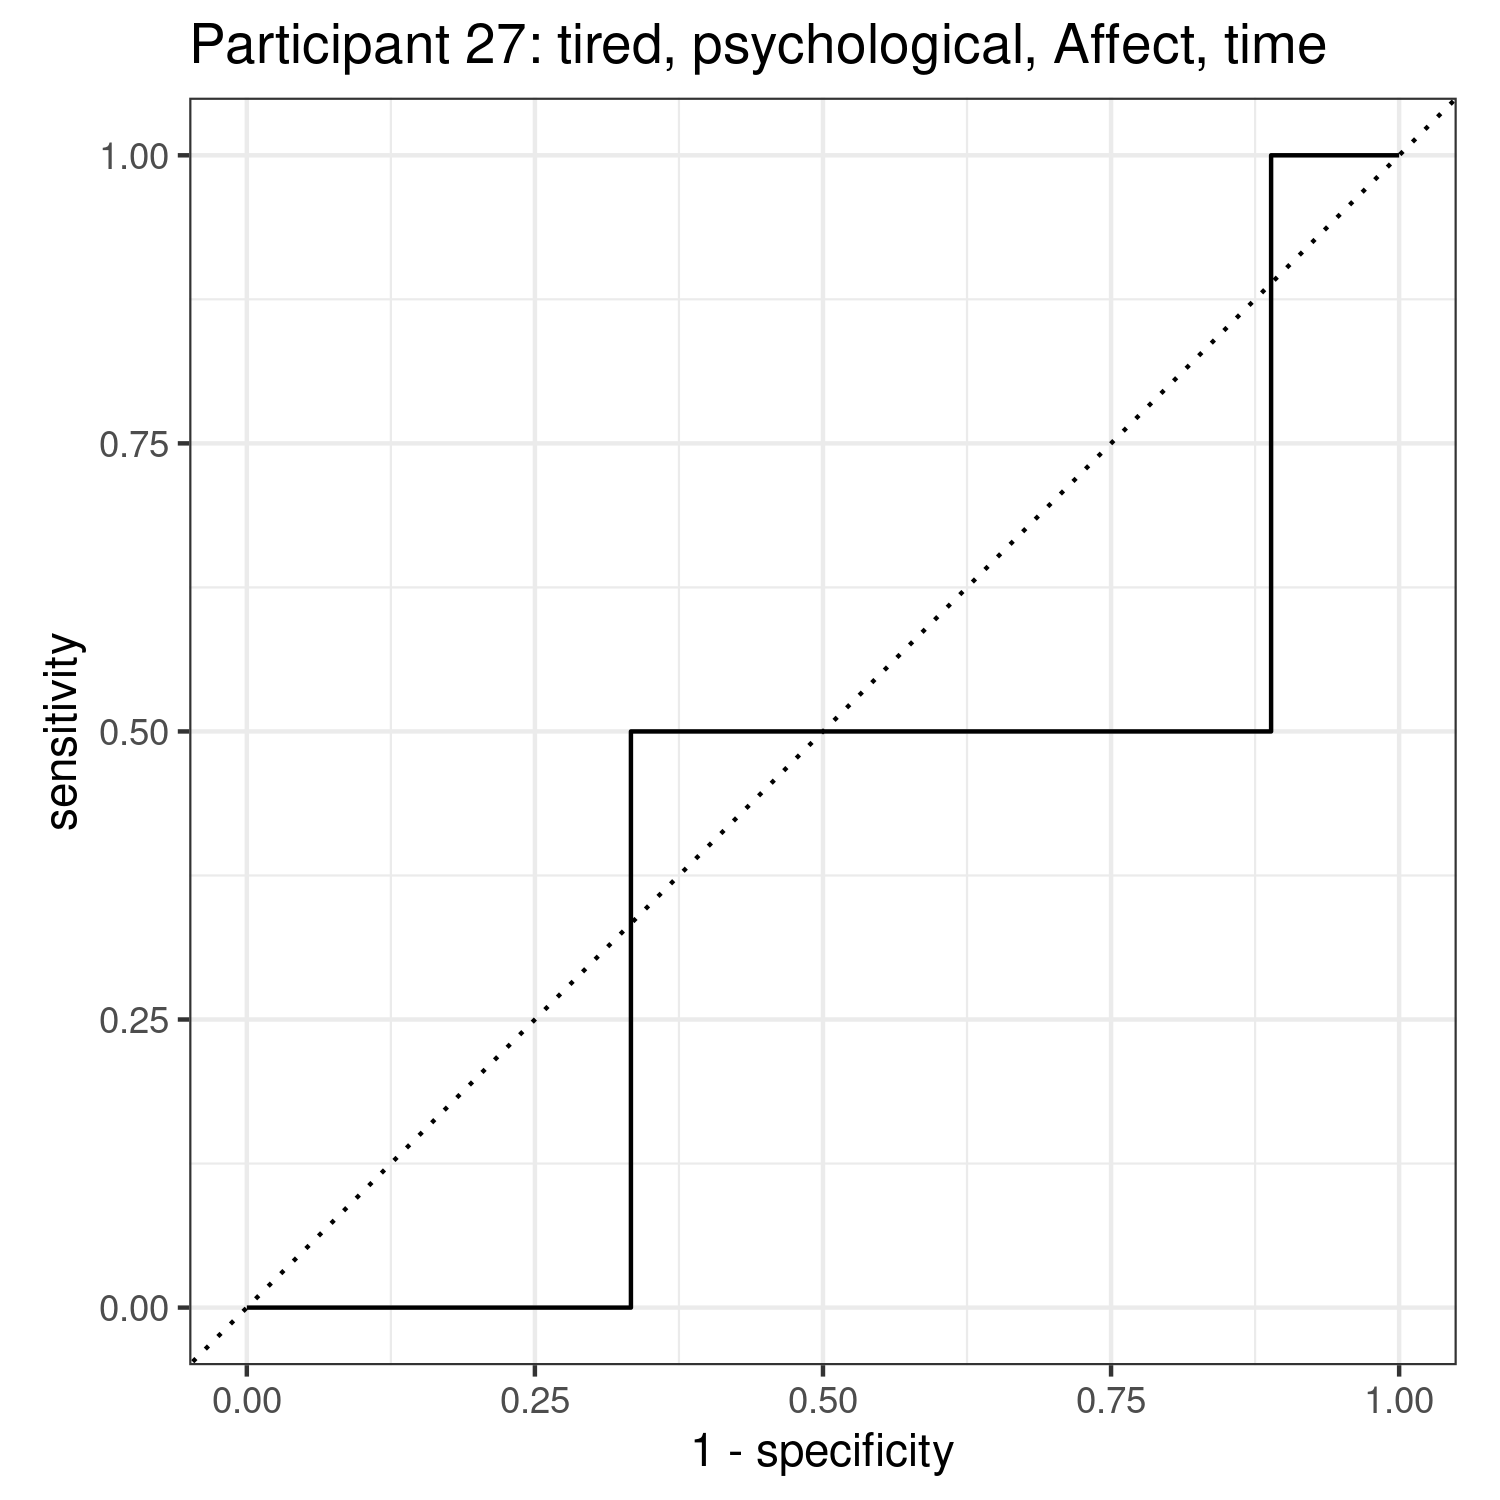 Participant 27: tired, psychological, Affect, time
1.00
0.75
0.50
0.25
0.00
sensitivity
0.00 0.25 0.50 0.75 1.00
1 - specificity